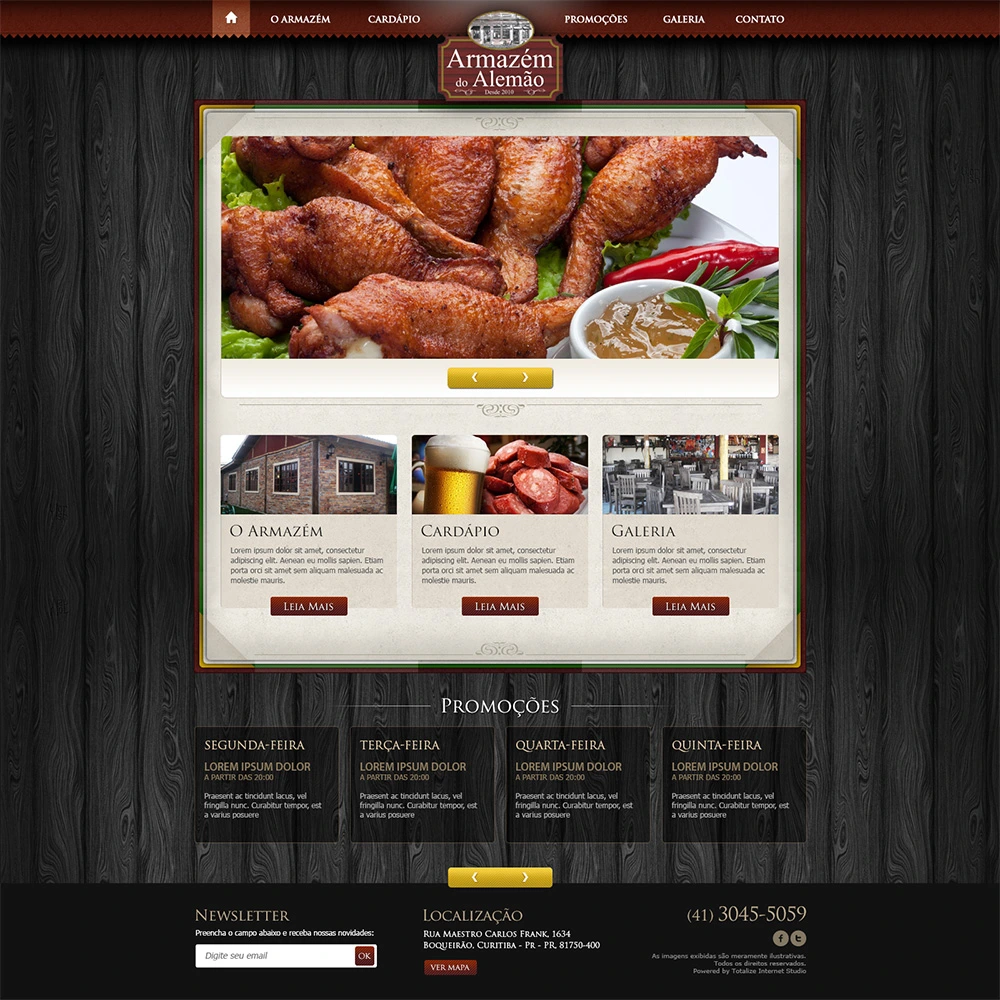 O ARMAZÉM
CARDÁPIO
PROMOÇÕES
GALERIA
CONTATO
Armazém
do Alemão
Desde 2010
O Armazém
Lorem ipsum dolor sit amet, consectetur
adipiscing elit. Aenean eu mollis sapien. Etiam
porta orci sit amet sem aliquam malesuada ac
molestie mauris.
Leia Mais
Cardápio
Lorem ipsum dolor sit amet, consectetur
adipiscing elit. Aenean eu mollis sapien. Etiam
porta orci sit amet sem aliquam malesuada ac
molestie mauris.
Leia Mais
Galeria
Lorem ipsum dolor sit amet, consectetur
adipiscing elit. Aenean eu mollis sapien. Etiam
porta orci sit amet sem aliquam malesuada ac
molestie mauris.
Leia Mais
Promoções
SEGUNDA-FEIRA
LOREM IPSUM DOLOR
A PARTIR DAS 20:00
Praesent ac tincidunt lacus, vel
fringilla nunc. Curabitur tempor, est
a varius posuere
TERÇA-FEIRA
LOREM IPSUM DOLOR
A PARTIR DAS 20:00
Praesent ac tincidunt lacus, vel
fringilla nunc. Curabitur tempor, est
a varius posuere
QUARTA-FEIRA
LOREM IPSUM DOLOR
A PARTIR DAS 20:00
Praesent ac tincidunt lacus, vel
fringilla nunc. Curabitur tempor, est
a varius posuere
QUINTA-FEIRA
LOREM IPSUM DOLOR
A PARTIR DAS 20:00
Praesent ac tincidunt lacus, vel
fringilla nunc. Curabitur tempor, est
a varius posuere
Newsletter
Preencha o campo abaixo e receba nossas novidades:
Digite seu email
OK
Localização
Rua Maestro Carlos Frank, 1634
Boqueirão, Curitiba - Pr - PR, 81750-400
VER MAPA
(41) 3045-5059
As imagens exibidas são meramente ilustrativas.
Todos os direitos reservados.
Powered by Totalize Internet Studio